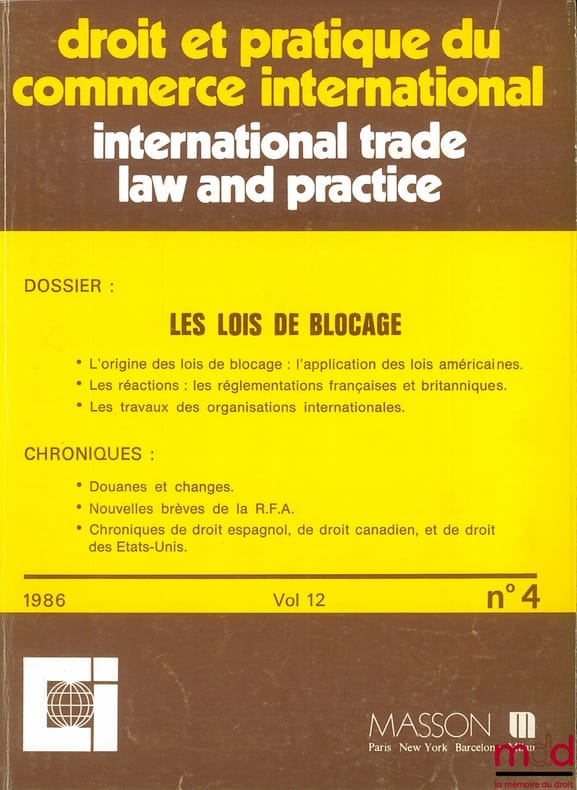 droit et pratique du
commerce international
international trade
law and practice
DOSSIER :
LES LOIS DE BLOCAGE
• L'origine des lois de blocage : l'application des lois américaines.
• Les réactions : les réglementations françaises et britanniques.
• Les travaux des organisations internationales.
CHRONIQUES :
• Douanes et changes.
• Nouvelles brèves de la R.F.A.
• Chroniques de droit espagnol, de droit canadien, et de droit
des Etats-Unis.
1986 Vol 12 n° 4
MASSON
Paris New York Barcelone Milan
mdd
la mémoire du droit